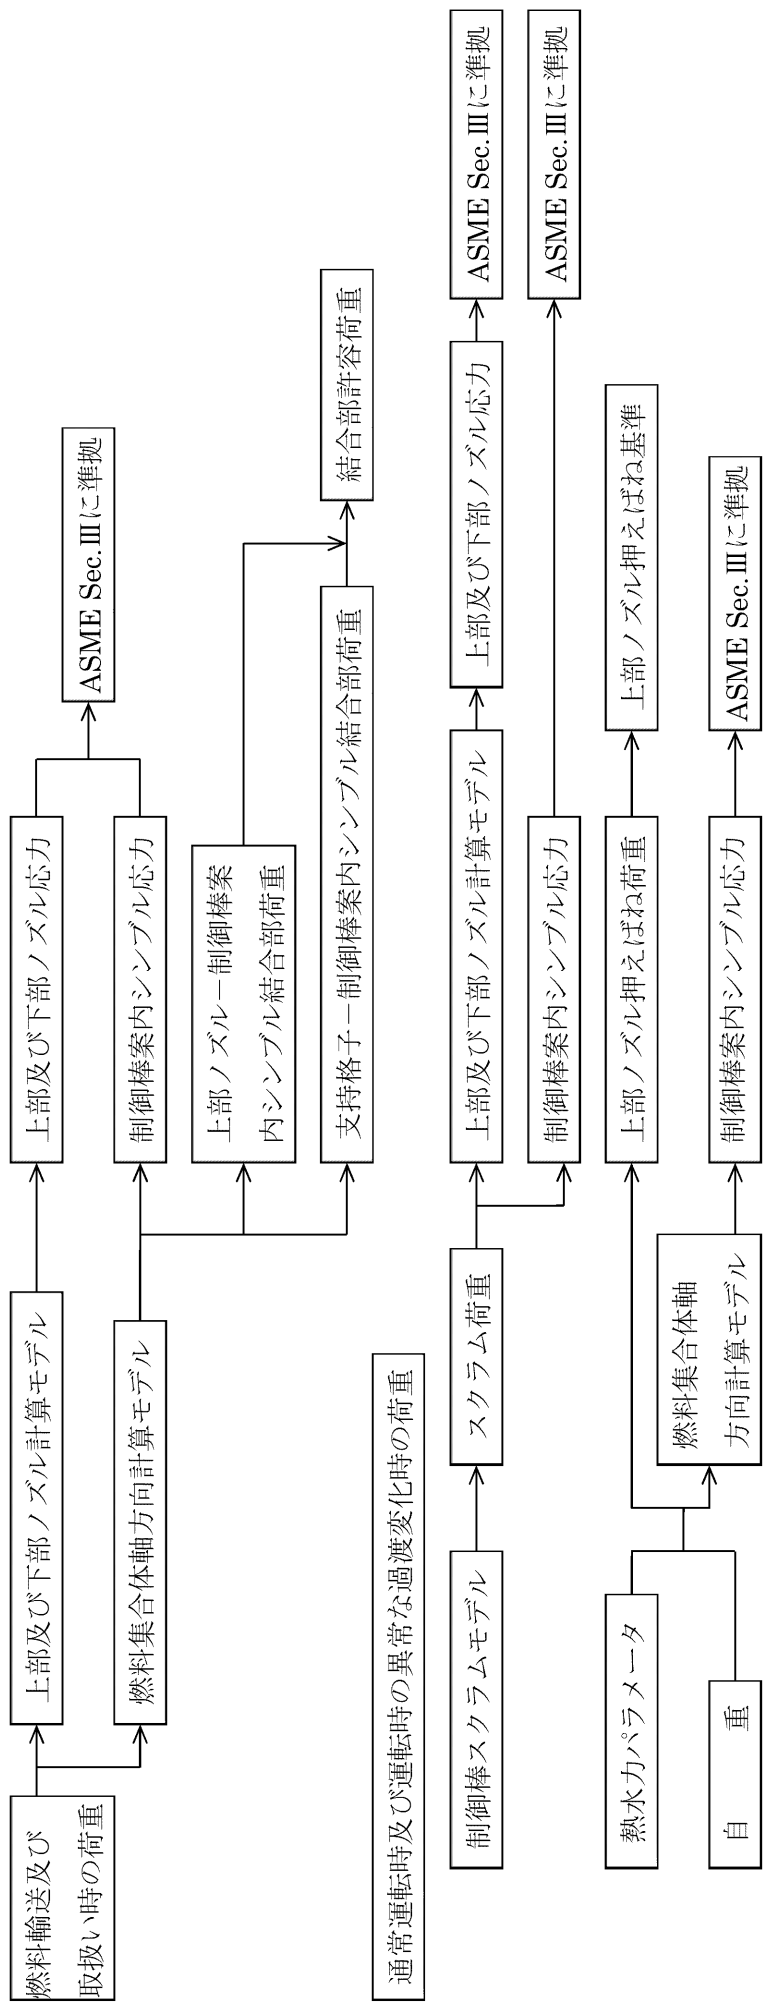 燃料輸送及び
取扱い時の荷重
上部及び下部ノズル計算モデル
上部及び下部ノズル応力
ASME Sec.Ⅲに準拠
燃料集合体軸方向計算モデル
制御棒案内シンブル応力
上部ノズル－制御棒案
内シンブル結合部荷重
支持格子－制御棒案内シンブル結合部荷重
結合部許容荷重
通常運転時及び運転時の異常な過渡変化時の荷重
制御棒スクラムモデル
スクラム荷重
上部及び下部ノズル計算モデル
上部及び下部ノズル応力
ASME Sec.Ⅲに準拠
制御棒案内シンブル応力
ASME Sec.Ⅲに準拠
熱水力パラメータ
上部ノズル押えばね荷重
上部ノズル押えばね基準
自　　　重
燃料集合体軸
方向計算モデル
制御棒案内シンブル応力
ASME Sec.Ⅲに準拠